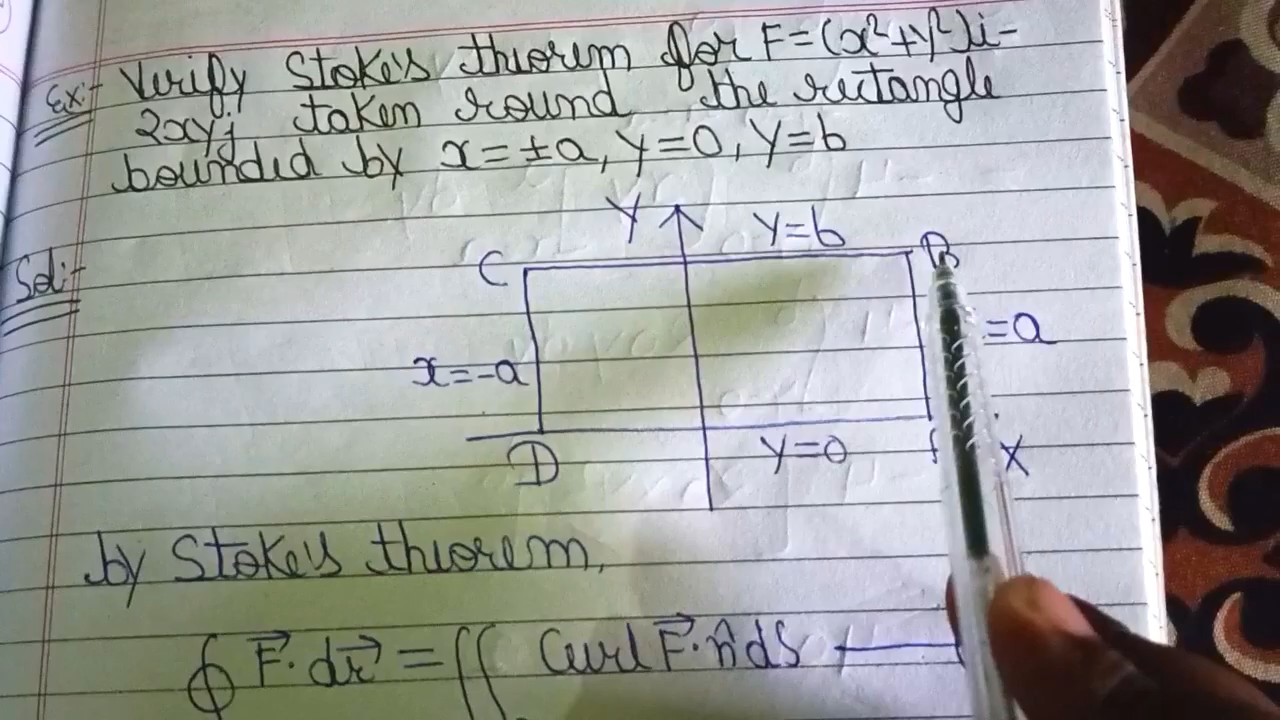 Ex:- Verify Stoke's theorem for F=(x²+y²)i-
2xyj taken round the rectangle
bounded by x=±a, y=0, y=b
Sol:-
Y y=b
C B
x=-a =a
D y=0 X
by Stoke's theorem,
∮ F⃗·dr⃗ = ∬ Curl F⃗·n̂ ds